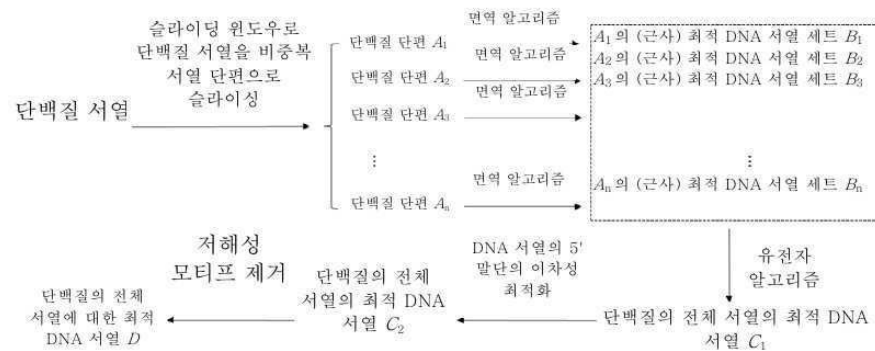 슬라이딩 윈도우로
단백질 서열을 비중복
서열 단편으로
슬라이싱
단백질 서열
단백질 단편 A₁
단백질 단편 A₂
단백질 단편 A₃
⋮
단백질 단편 Aₙ
면역 알고리즘
면역 알고리즘
면역 알고리즘
면역 알고리즘
A₁의 (근사) 최적 DNA 서열 세트 B₁
A₂의 (근사) 최적 DNA 서열 세트 B₂
A₃의 (근사) 최적 DNA 서열 세트 B₃
⋮
Aₙ의 (근사) 최적 DNA 서열 세트 Bₙ
유전자
알고리즘
단백질의 전체 서열의 최적 DNA
서열 C₁
DNA 서열의 5'
말단의 이차성
최적화
단백질의 전체
서열의 최적 DNA
서열 C₂
저해성
모티프 제거
단백질의 전체
서열에 대한 최적
DNA 서열 D